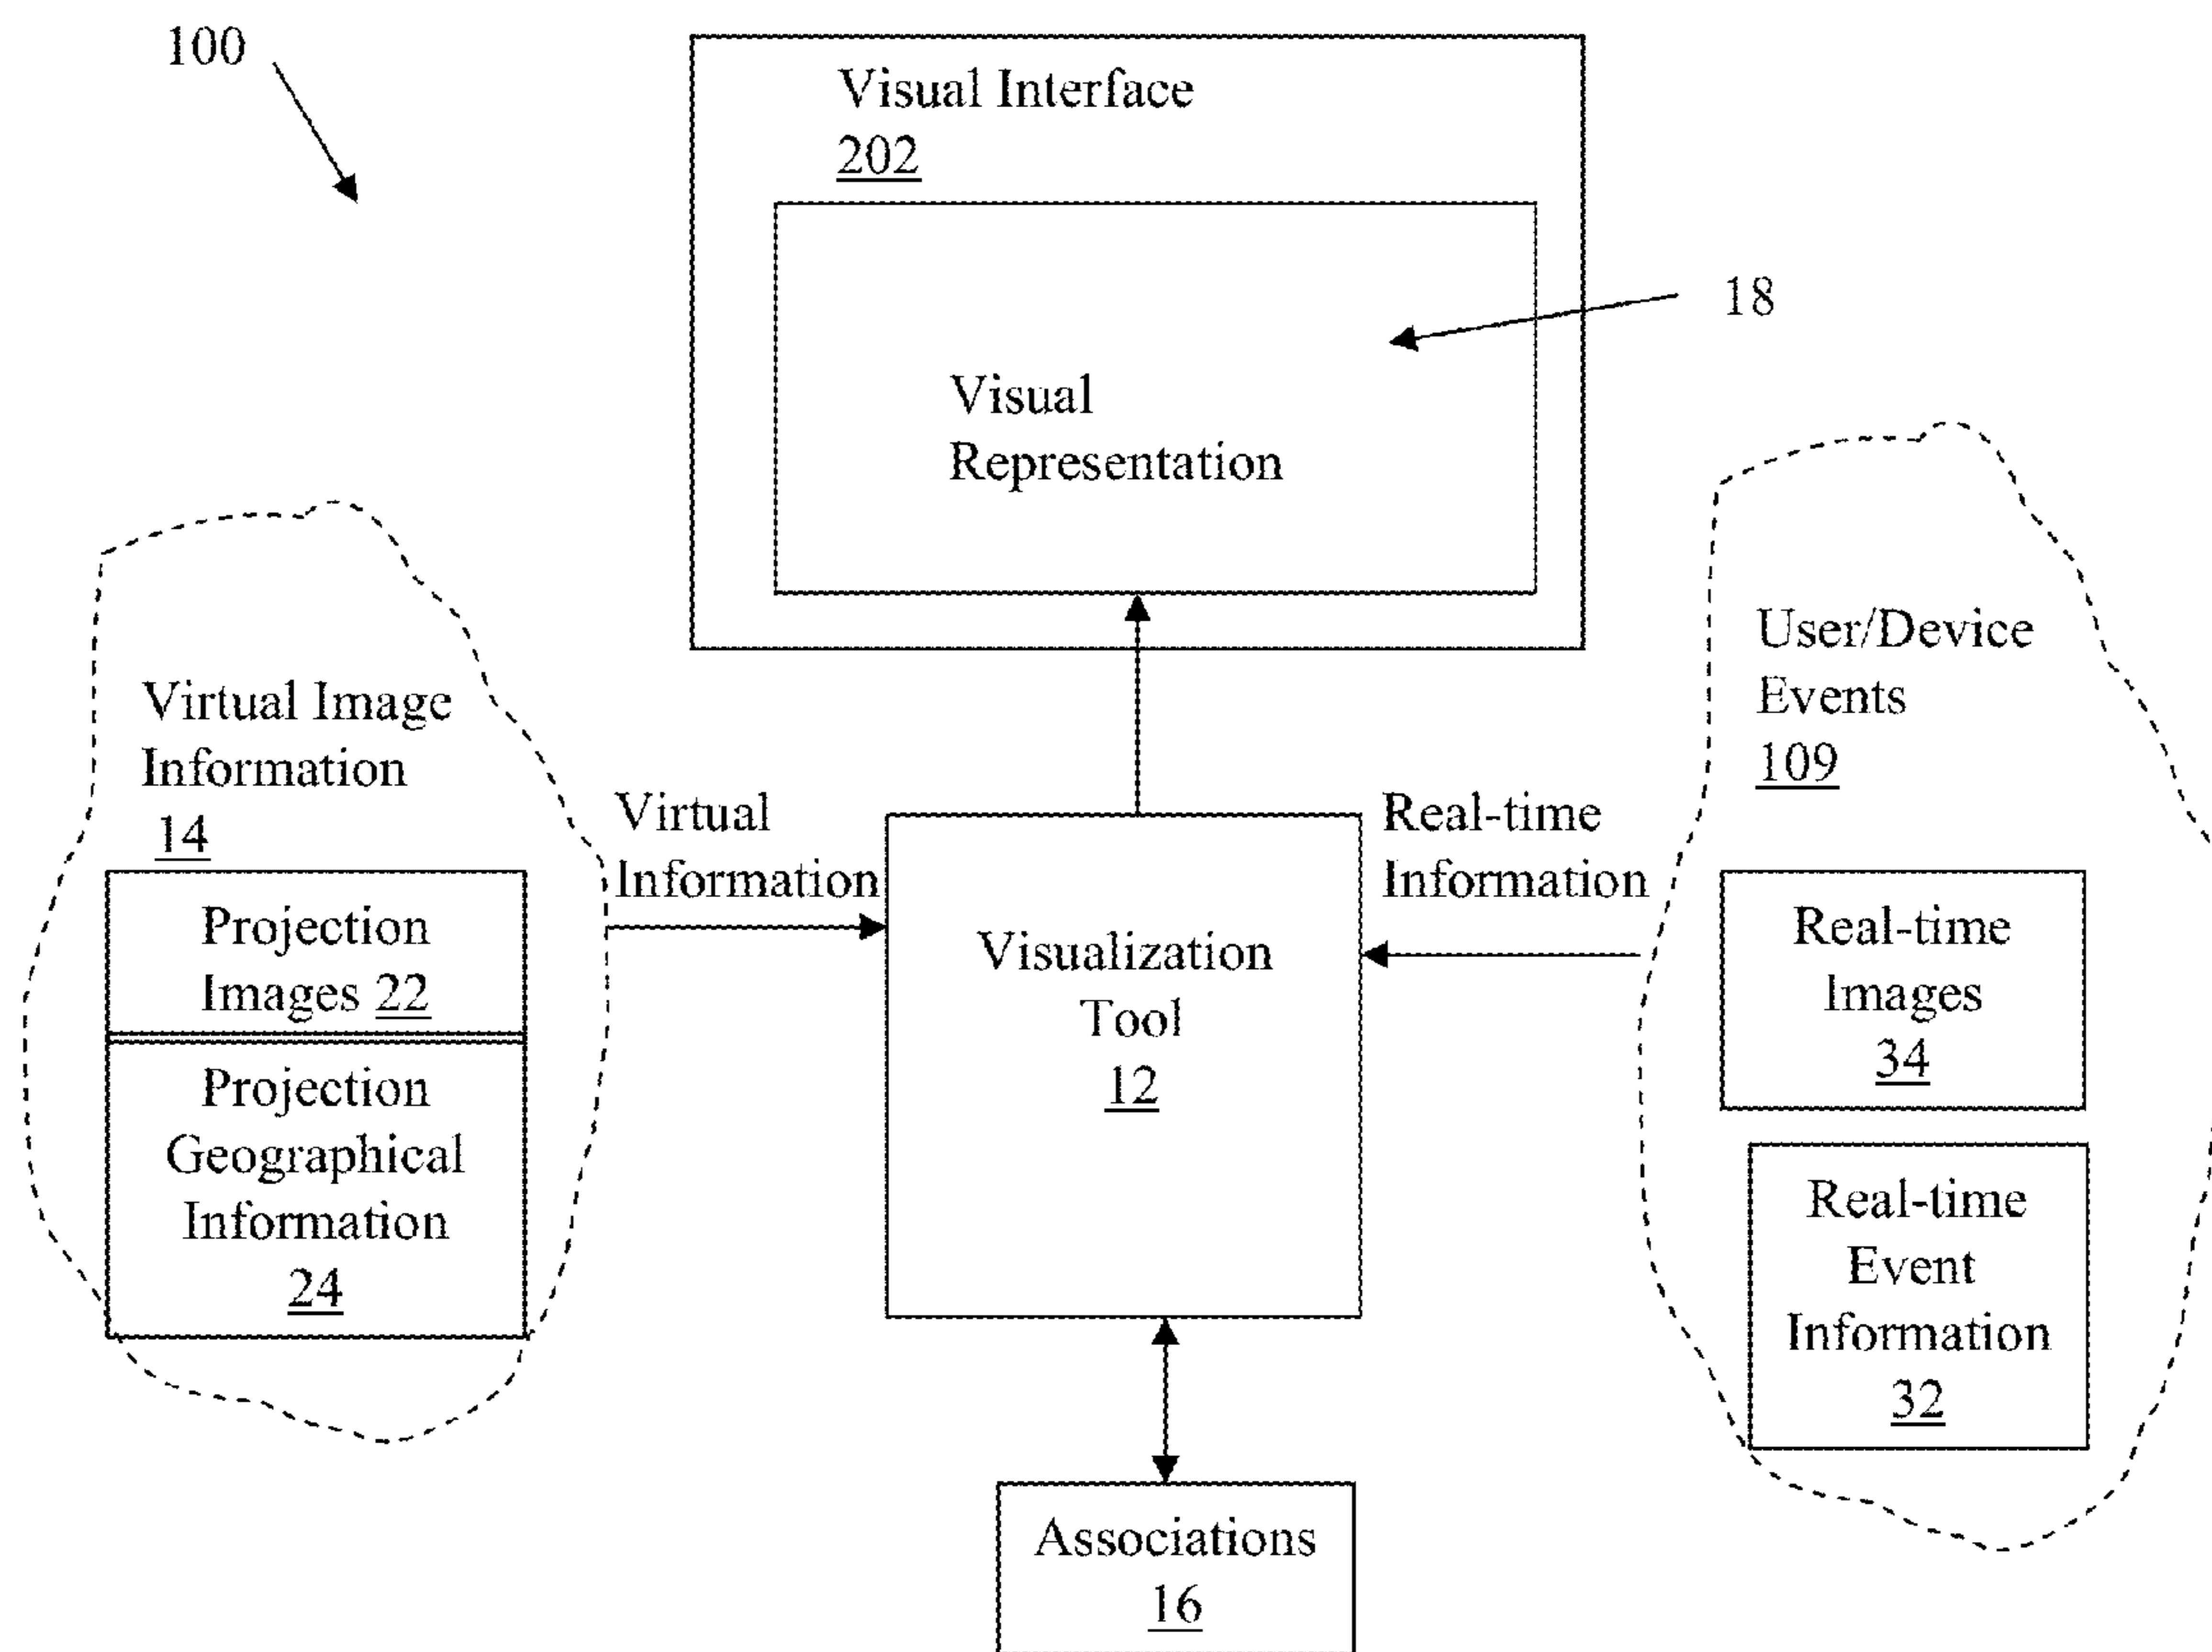 100
Visual Interface
202
18
Visual
Representation
User/Device
Events
109
Virtual Image
Information
14
Virtual
Information
Real-time
Information
Projection
Images 22
Visualization
Tool
12
Real-time
Images
34
Projection
Geographical
Information
24
Real-time
Event
Information
32
Associations
16